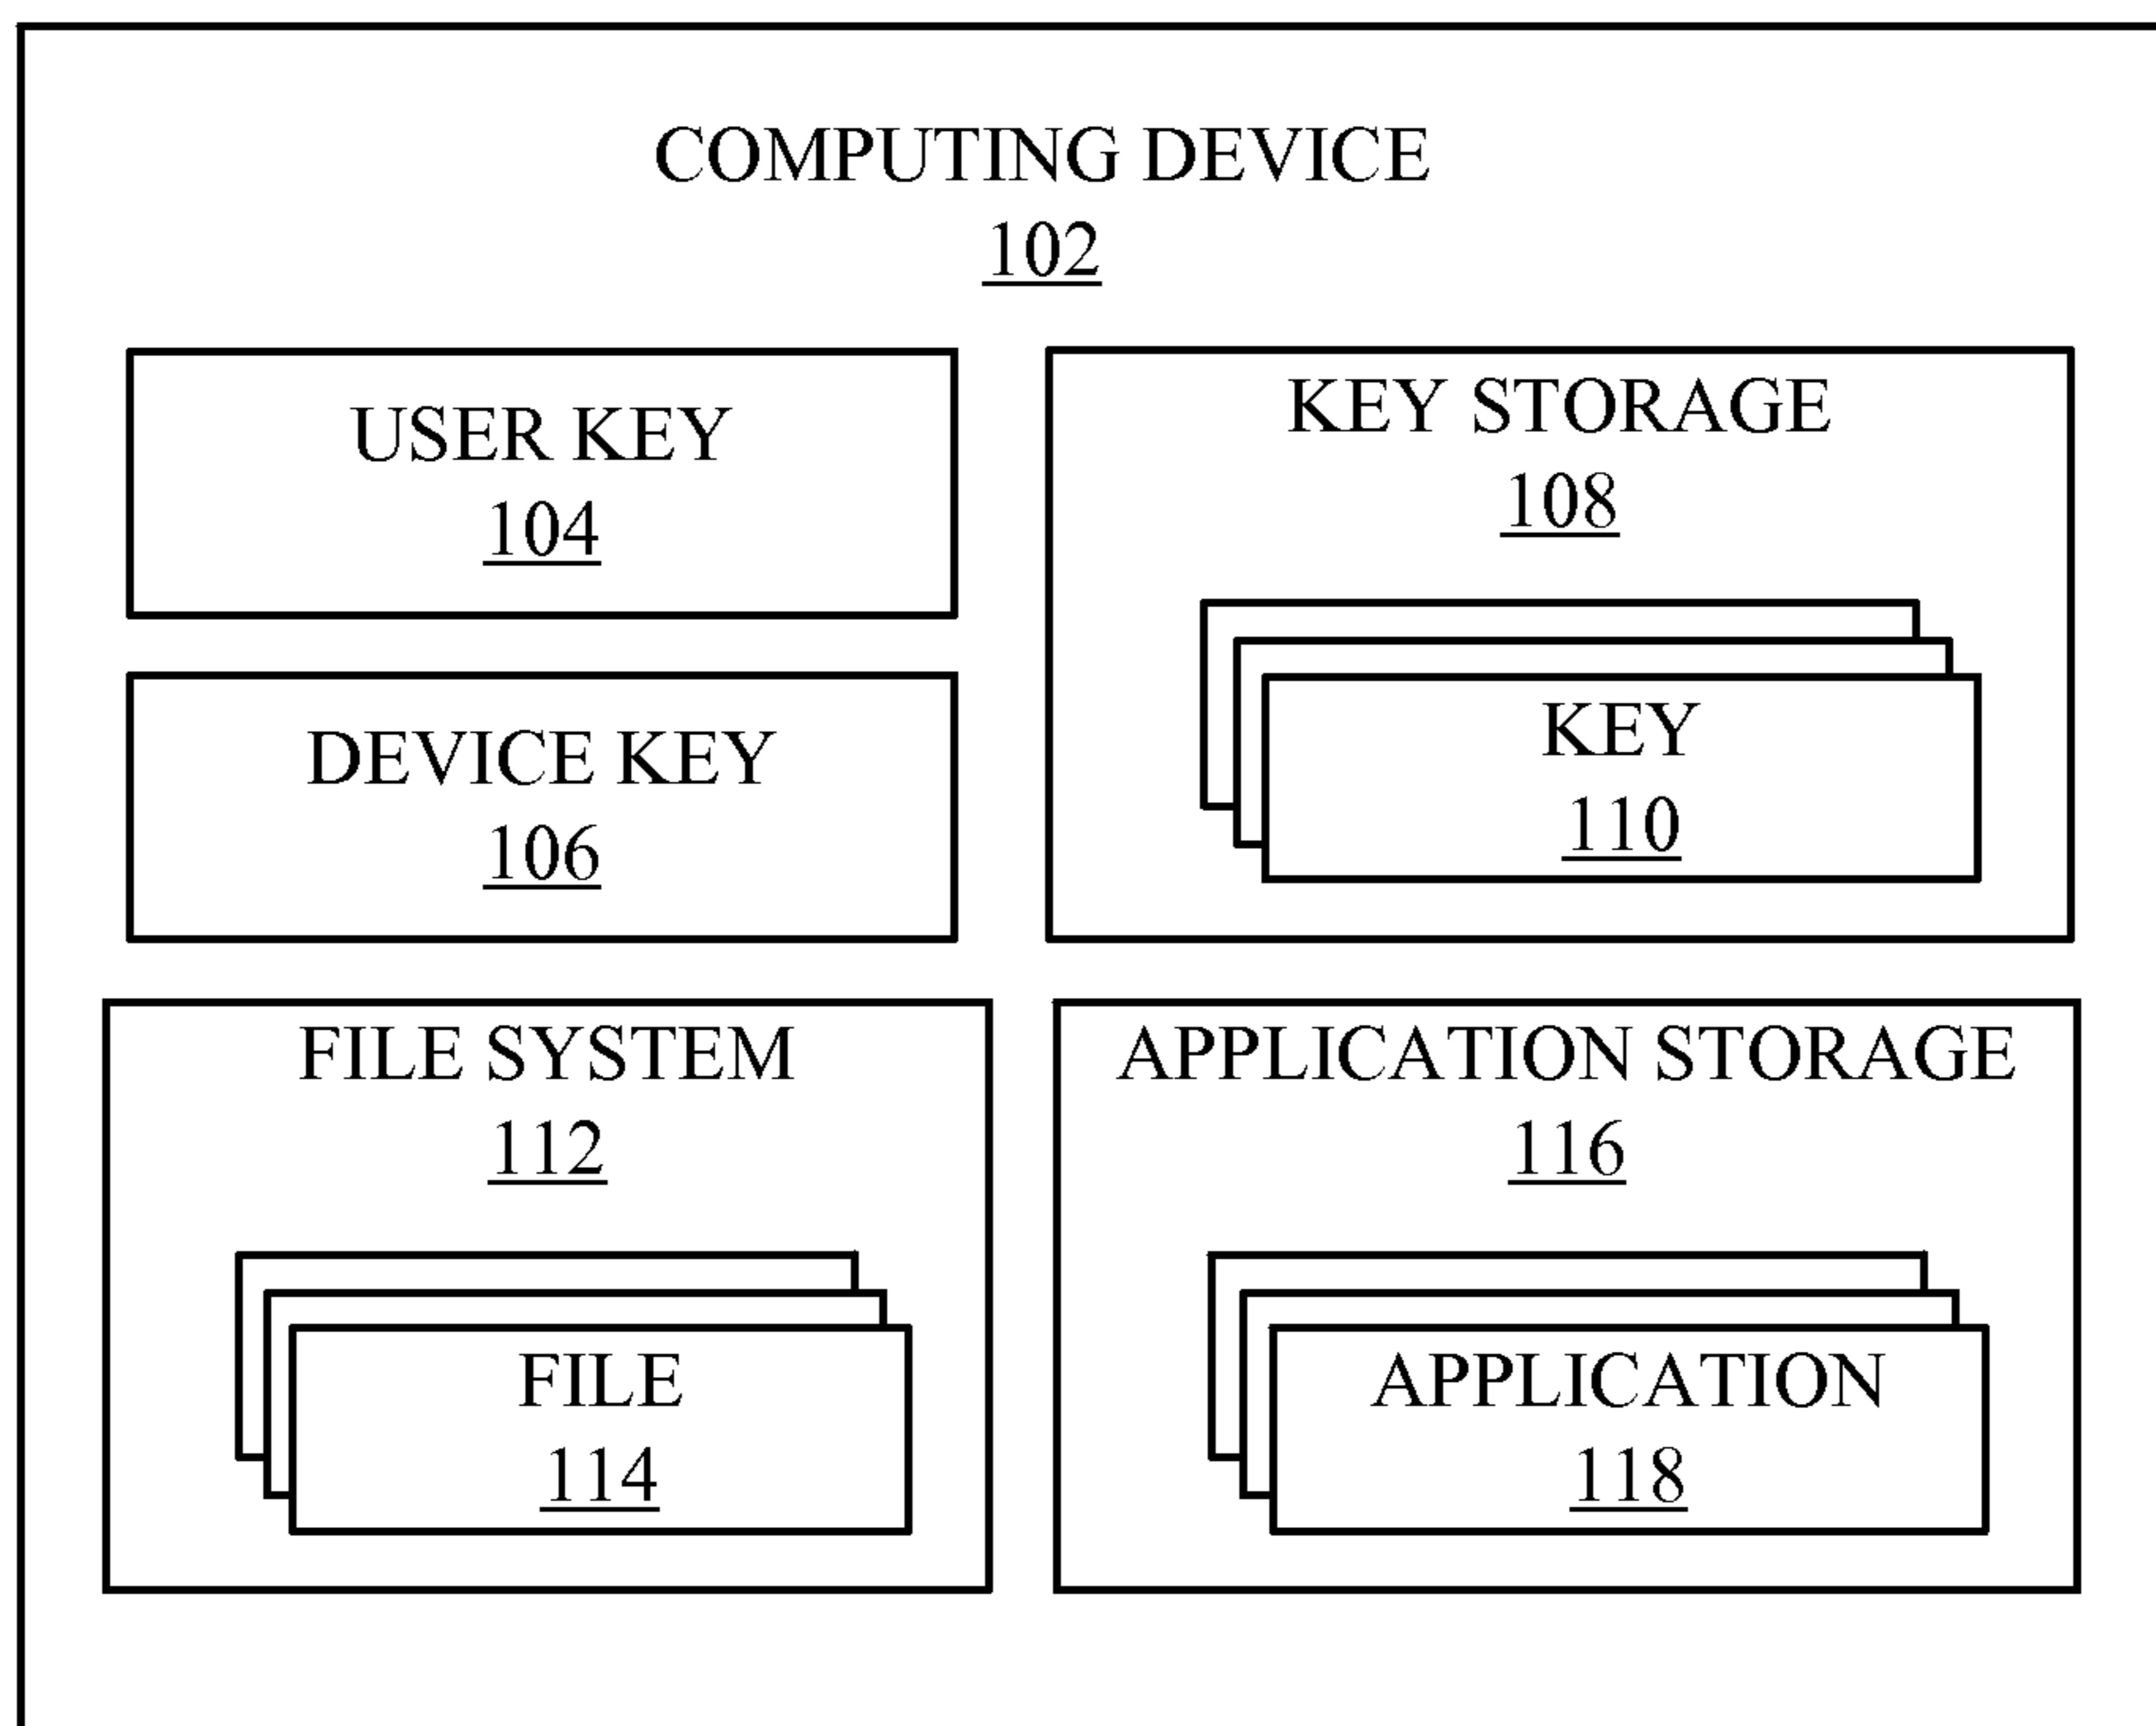 COMPUTING DEVICE
102
USER KEY
104
DEVICE KEY
106
KEY STORAGE
108
KEY
110
FILE SYSTEM
112
FILE
114
APPLICATION STORAGE
116
APPLICATION
118